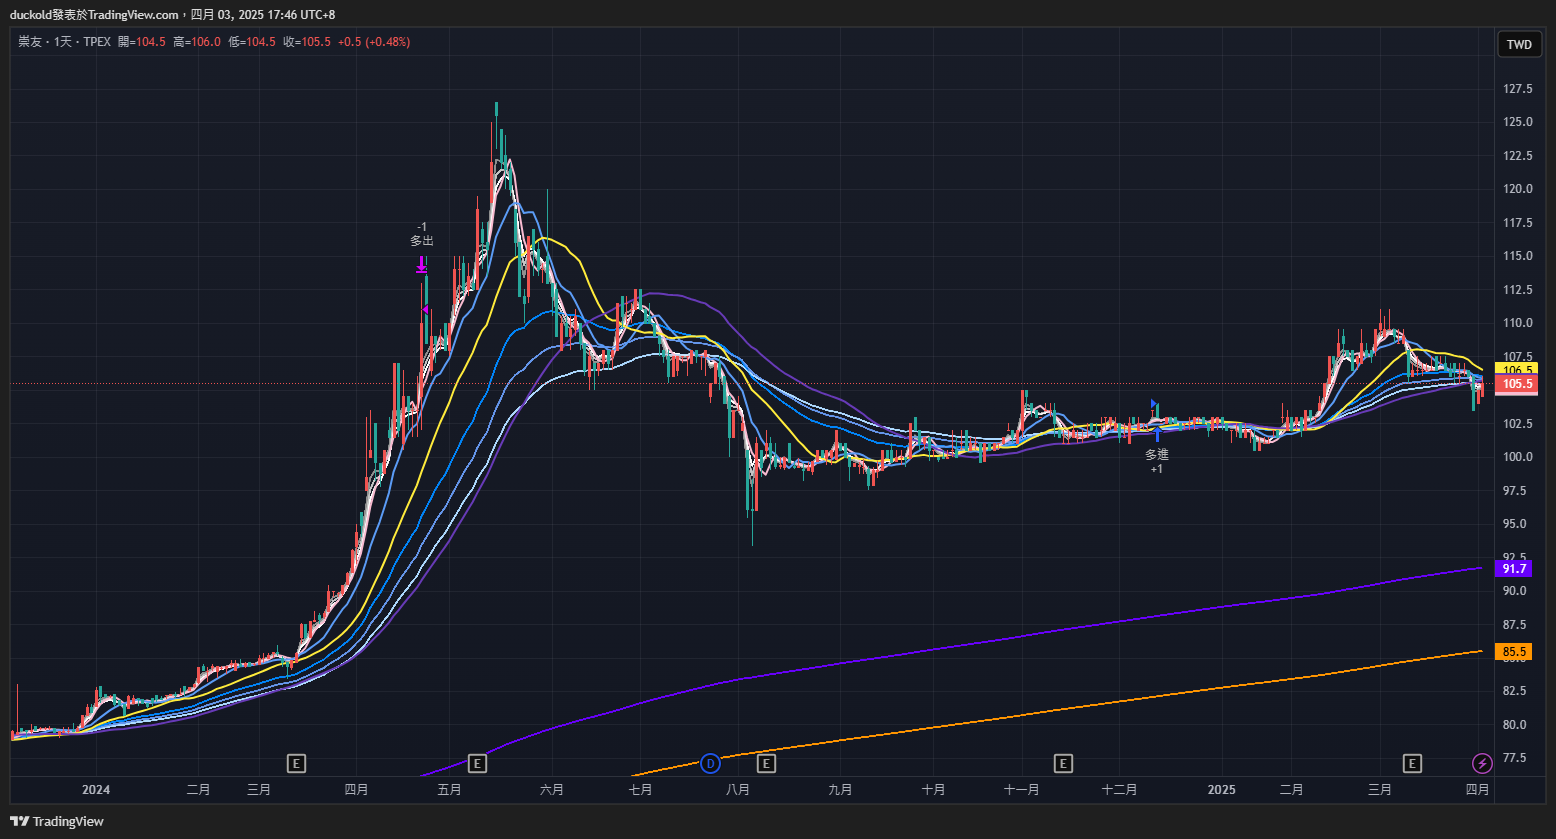 duckold發表於TradingView.com，四月 03, 2025 17:46 UTC+8
崇友 · 1天 · TPEX 開=104.5 高=106.0 低=104.5 收=105.5 +0.5 (+0.48%)
TWD
127.5
125.0
122.5
120.0
117.5
115.0
112.5
110.0
107.5
106.5
105.5
102.5
100.0
97.5
95.0
92.5
91.7
90.0
87.5
85.5
85.0
82.5
80.0
77.5
-1
多出
多進
+1
E
E
D
E
E
E
2024
二月
三月
四月
五月
六月
七月
八月
九月
十月
十一月
十二月
2025
二月
三月
四月
TradingView